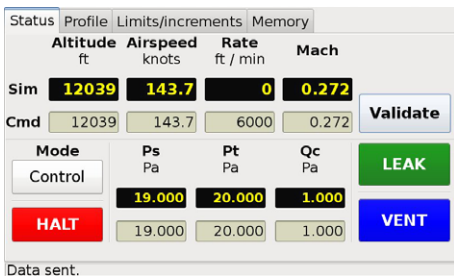 Status Profile Limits/increments Memory
Altitude Airspeed Rate Mach
ft knots ft / min
Sim 12039 143.7 0 0.272
Cmd 12039 143.7 6000 0.272 Validate
Mode Ps Pt Qc LEAK
Control Pa Pa Pa
19.000 20.000 1.000
HALT 19.000 20.000 1.000 VENT
Data sent.